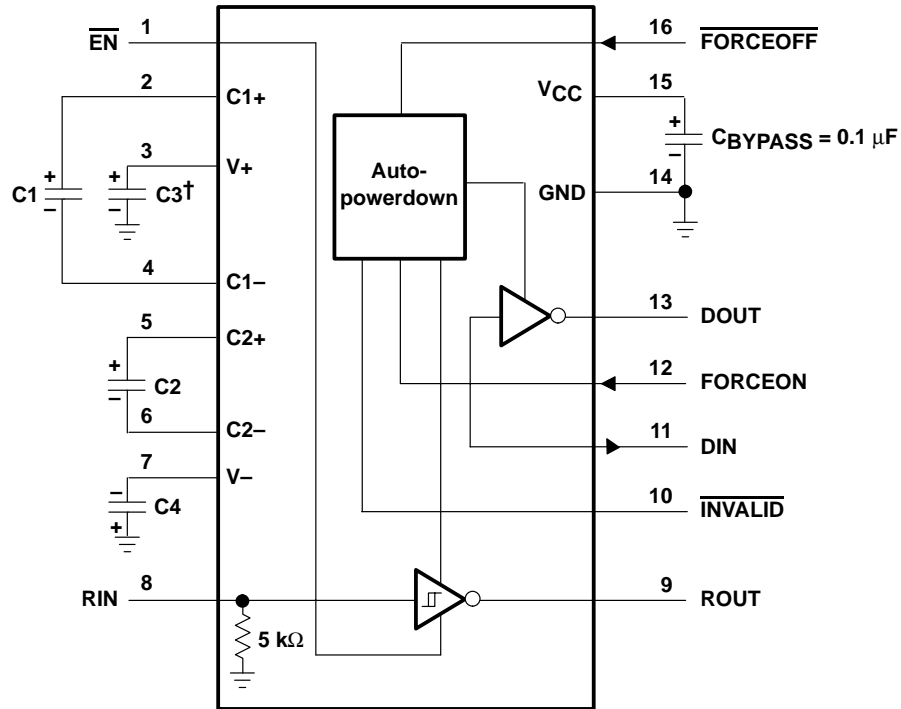 1
EN
16
FORCEOFF
2
C1+
VCC
15
+
CBYPASS = 0.1 µF
–
3
V+
Auto-
powerdown
GND
14
C1
+
–
+
–
C3†
4
C1–
5
C2+
13
DOUT
+
–
C2
12
FORCEON
6
C2–
11
DIN
7
V–
–
+
C4
10
INVALID
8
RIN
9
ROUT
5 kΩ